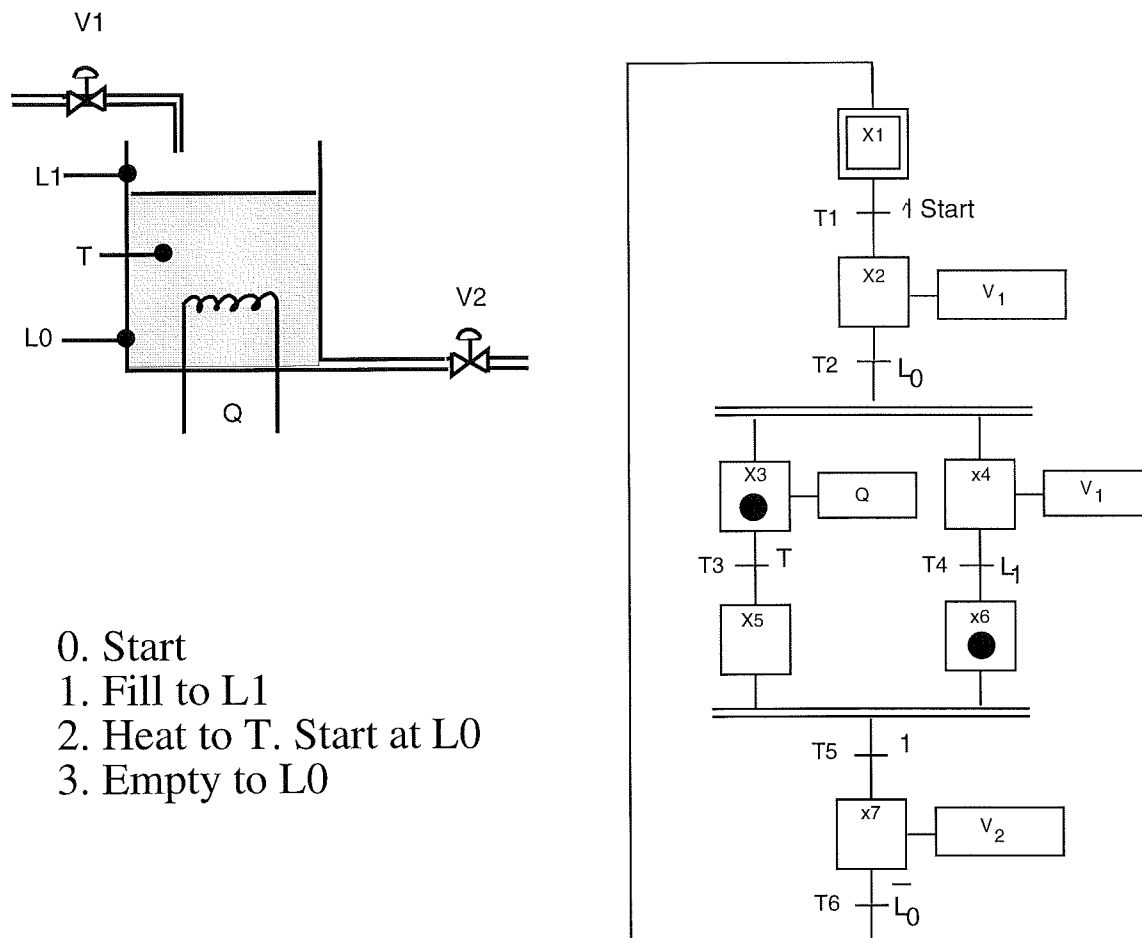 V1
L1
T
L0
V2
Q
0. Start
1. Fill to L1
2. Heat to T. Start at L0
3. Empty to L0
X1
T1 Start
X2 V1
T2 L0
X3 Q x4 V1
T3 T T4 L1
X5 x6
T5 1
x7 V2
T6 L̅0